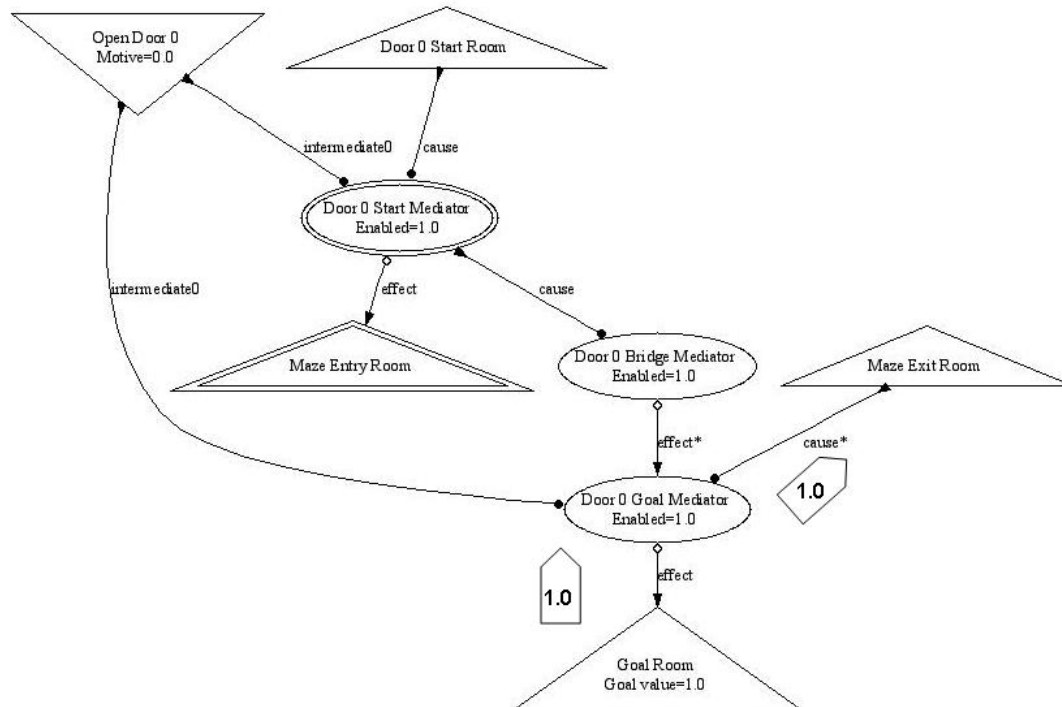 Open Door 0
Motive=0.0
Door 0 Start Room
intermediate0
cause
Door 0 Start Mediator
Enabled=1.0
effect
cause
intermediate0
Maze Entry Room
Door 0 Bridge Mediator
Enabled=1.0
Maze Exit Room
effect*
cause*
1.0
Door 0 Goal Mediator
Enabled=1.0
effect
1.0
Goal Room
Goal value=1.0